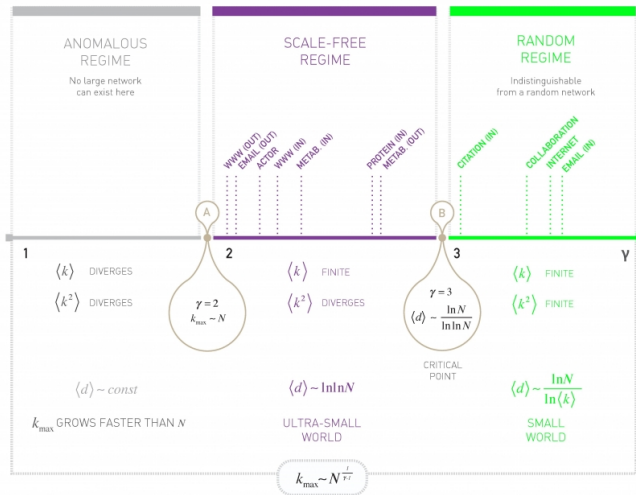 ANOMALOUS
REGIME
No large network
can exist here
SCALE-FREE
REGIME
RANDOM
REGIME
Indistinguishable
from a random network
WWW (OUT)
EMAIL (OUT)
ACTOR
WWW (IN)
METAB. (IN)
PROTEIN (IN)
METAB. (OUT)
CITATION (IN)
COLLABORATION
INTERNET
EMAIL (IN)
A
B
1
2
3
γ
⟨k⟩ DIVERGES
⟨k²⟩ DIVERGES
γ = 2
k_max ~ N
⟨k⟩ FINITE
⟨k²⟩ DIVERGES
γ = 3
⟨d⟩ ~ lnN / lnlnN
CRITICAL
POINT
⟨k⟩ FINITE
⟨k²⟩ FINITE
⟨d⟩ ~ const
k_max GROWS FASTER THAN N
⟨d⟩ ~ lnlnN
ULTRA-SMALL
WORLD
⟨d⟩ ~ lnN / ln⟨k⟩
SMALL
WORLD
k_max ~ N^(1/(γ-1))